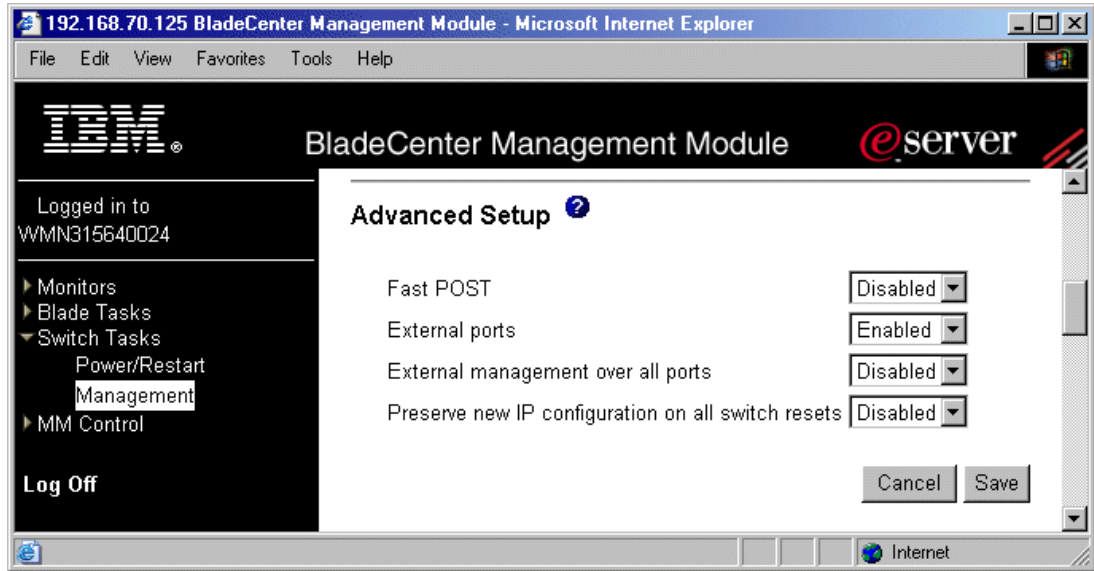 192.168.70.125 BladeCenter Management Module - Microsoft Internet Explorer
File Edit View Favorites Tools Help
IBM®
BladeCenter Management Module
eserver
Logged in to
WMN315640024
Monitors
Blade Tasks
Switch Tasks
Power/Restart
Management
MM Control
Log Off
Advanced Setup ?
Fast POST Disabled
External ports Enabled
External management over all ports Disabled
Preserve new IP configuration on all switch resets Disabled
Cancel Save
Internet